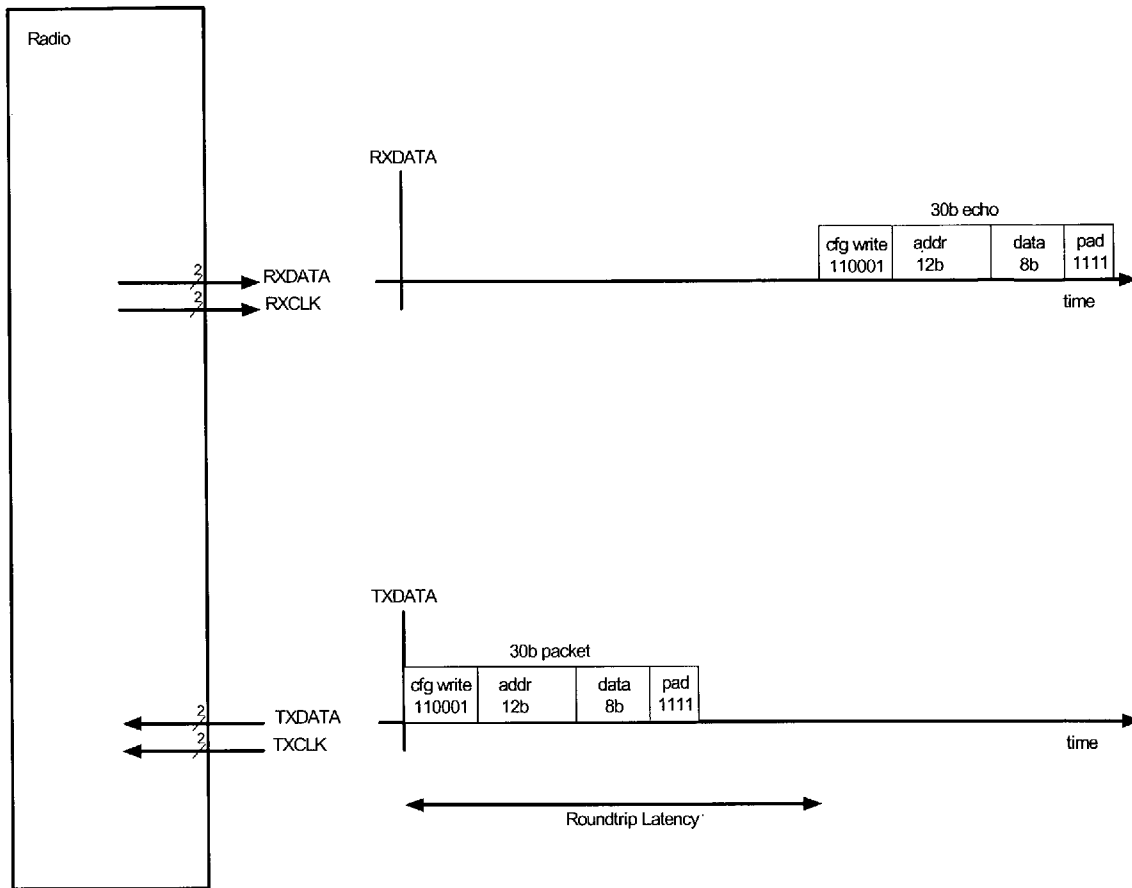 Radio
RXDATA
30b echo
cfg write addr data pad
110001 12b 8b 1111
2 RXDATA
2 RXCLK
time
TXDATA
30b packet
cfg write addr data pad
110001 12b 8b 1111
2 TXDATA
2 TXCLK
time
Roundtrip Latency